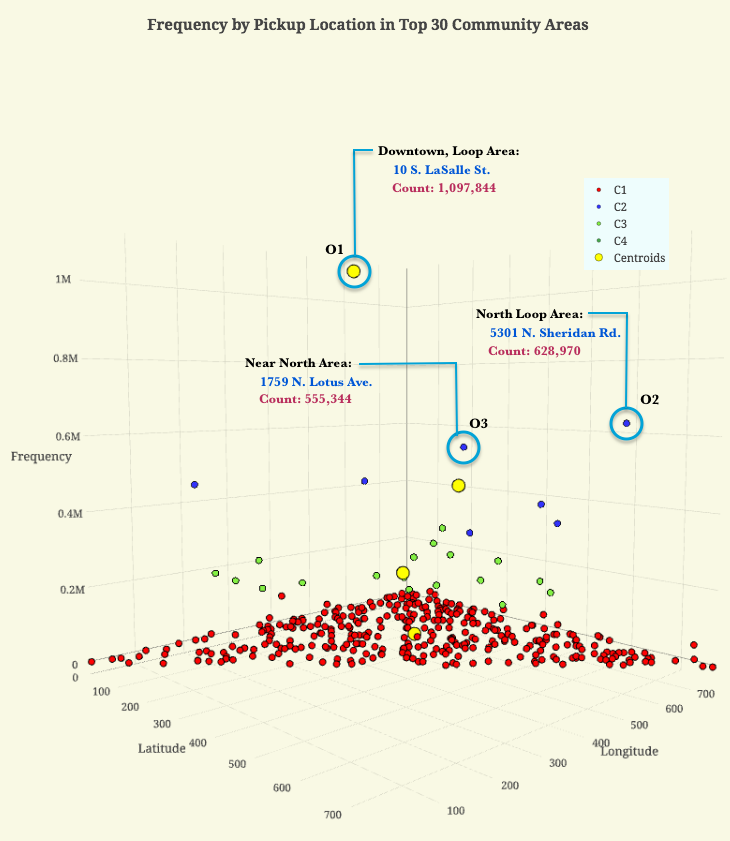 Frequency by Pickup Location in Top 30 Community Areas
Downtown, Loop Area:
10 S. LaSalle St.
Count: 1,097,844
C1
C2
C3
C4
Centroids
O1
1M
North Loop Area:
5301 N. Sheridan Rd.
Count: 628,970
0.8M
Near North Area:
1759 N. Lotus Ave.
Count: 555,344
O2
O3
0.6M
Frequency
0.4M
0.2M
0
0
100
200
300
400
500
600
700
Latitude
700
600
500
400
300
200
100
Longitude